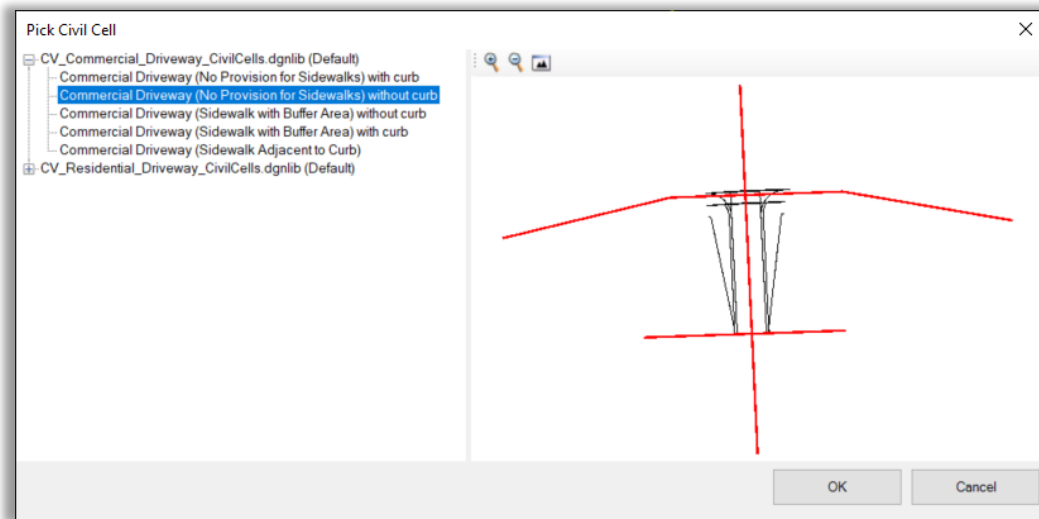 Pick Civil Cell
CV_Commercial_Driveway_CivilCells.dgnlib (Default)
Commercial Driveway (No Provision for Sidewalks) with curb
Commercial Driveway (No Provision for Sidewalks) without curb
Commercial Driveway (Sidewalk with Buffer Area) without curb
Commercial Driveway (Sidewalk with Buffer Area) with curb
Commercial Driveway (Sidewalk Adjacent to Curb)
CV_Residential_Driveway_CivilCells.dgnlib (Default)
OK
Cancel